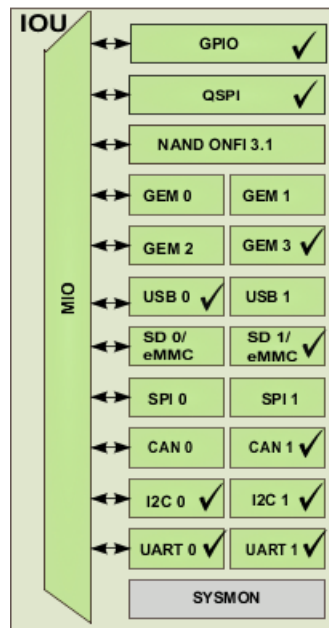 IOU
MIO
GPIO
QSPI
NAND ONFI 3.1
GEM 0
GEM 1
GEM 2
GEM 3
USB 0
USB 1
SD 0/
eMMC
SD 1/
eMMC
SPI 0
SPI 1
CAN 0
CAN 1
I2C 0
I2C 1
UART 0
UART 1
SYSMON